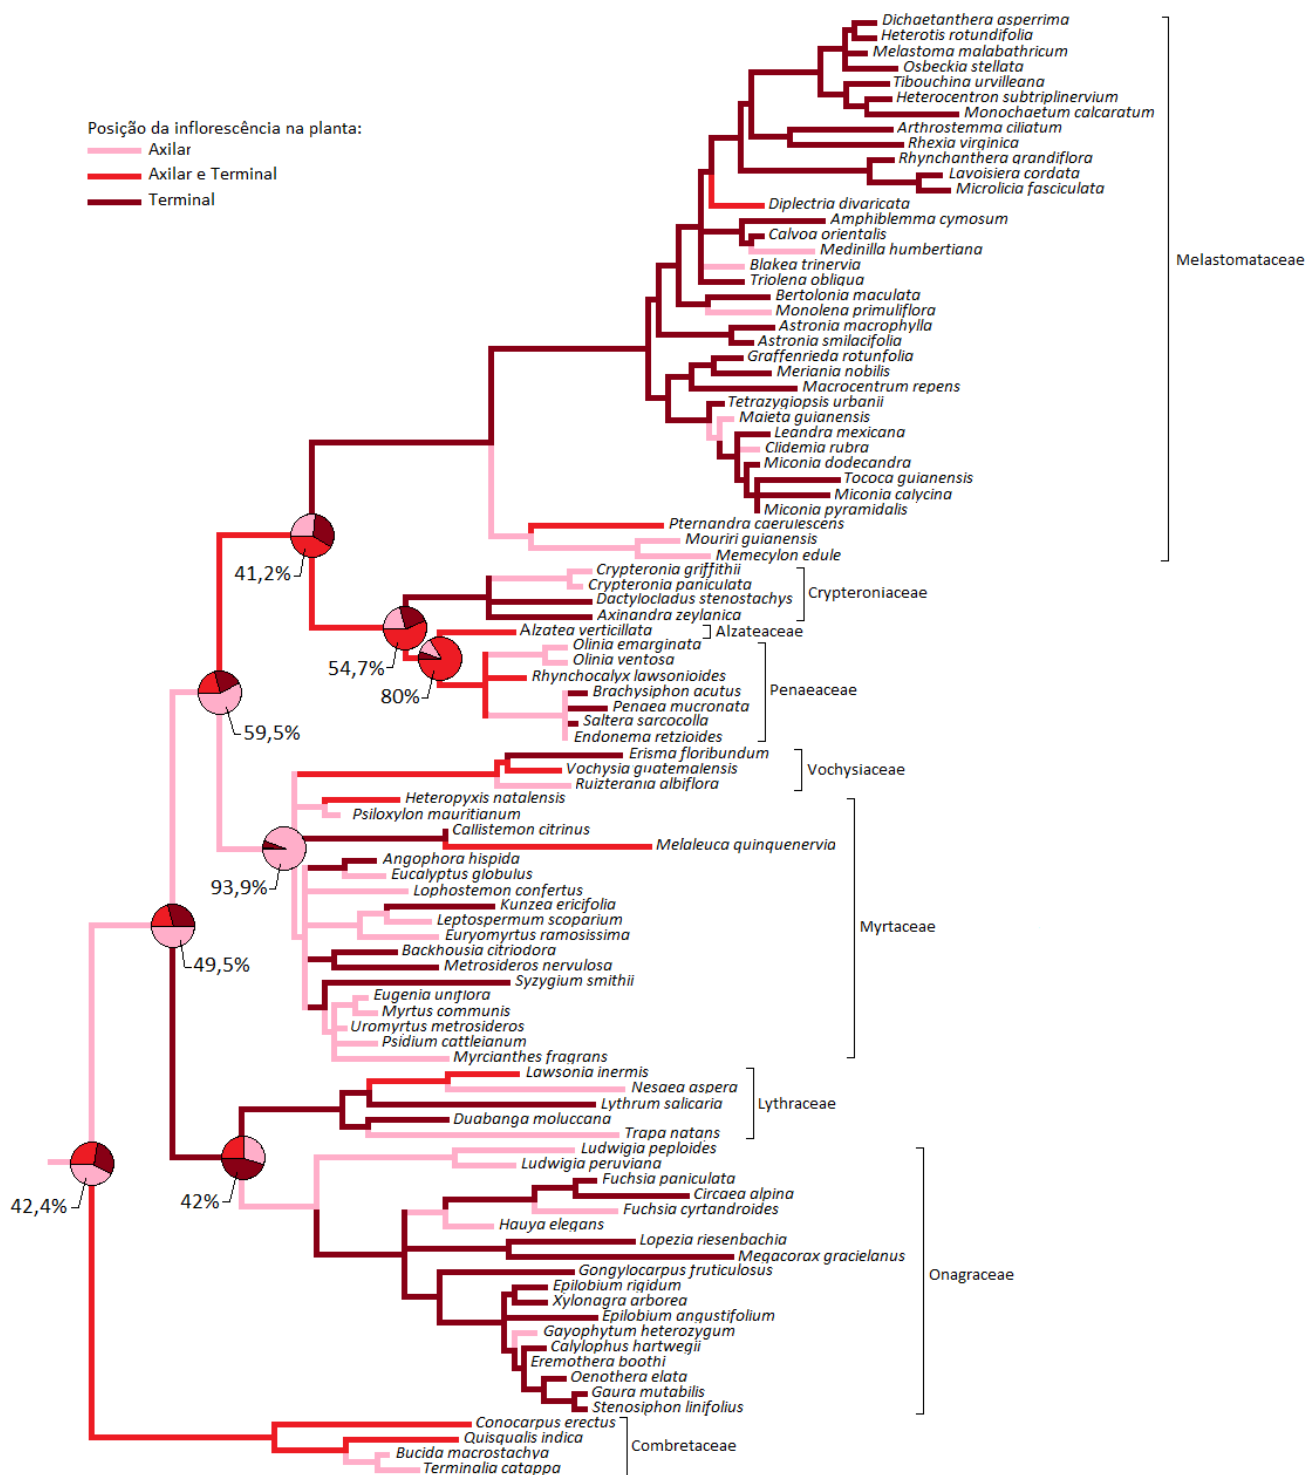 Posição da inflorescência na planta:
Axilar
Axilar e Terminal
Terminal
Dichaetanthera asperrima
Heterotis rotundifolia
Melastoma malabathricum
Osbeckia stellata
Tibouchina urvilleana
Heterocentron subtriplinervium
Monochaetum calcaratum
Arthrostemma ciliatum
Rhexia virginica
Rhynchanthera grandiflora
Lavoisiera cordata
Microlicia fasciculata
Diplectria divaricata
Amphiblemma cymosum
Calvoa orientalis
Medinilla humbertiana
Blakea trinervia
Triolena obliqua
Bertolonia maculata
Monolena primuliflora
Astronia macrophylla
Astronia smilacifolia
Graffenrieda rotunfolia
Meriania nobilis
Macrocentrum repens
Tetrazygiopsis urbanii
Maieta guianensis
Leandra mexicana
Clidemia rubra
Miconia dodecandra
Tococa guianensis
Miconia calycina
Miconia pyramidalis
Pternandra caerulescens
Mouriri guianensis
Memecylon edule
Melastomataceae
Crypteronia griffithii
Crypteronia paniculata
Dactylocladus stenostachys
Axinandra zeylanica
Crypteroniaceae
Alzatea verticillata
Alzateaceae
Olinia emarginata
Olinia ventosa
Rhynchocalyx lawsonioides
Brachysiphon acutus
Penaea mucronata
Saltera sarcocolla
Endonema retzioides
Penaeaceae
Erisma floribundum
Vochysia guatemalensis
Ruizterania albiflora
Vochysiaceae
Heteropyxis natalensis
Psiloxylon mauritianum
Callistemon citrinus
Melaleuca quinquenervia
Angophora hispida
Eucalyptus globulus
Lophostemon confertus
Kunzea ericifolia
Leptospermum scoparium
Euryomyrtus ramosissima
Backhousia citriodora
Metrosideros nervulosa
Syzygium smithii
Eugenia uniflora
Myrtus communis
Uromyrtus metrosideros
Psidium cattleianum
Myrcianthes fragrans
Myrtaceae
Lawsonia inermis
Nesaea aspera
Lythrum salicaria
Duabanga moluccana
Trapa natans
Lythraceae
Ludwigia peploides
Ludwigia peruviana
Fuchsia paniculata
Circaea alpina
Fuchsia cyrtandroides
Hauya elegans
Lopezia riesenbachia
Megacorax gracielanus
Gongylocarpus fruticulosus
Epilobium rigidum
Xylonagra arborea
Epilobium angustifolium
Gayophytum heterozygum
Calylophus hartwegii
Eremothera boothi
Oenothera elata
Gaura mutabilis
Stenosiphon linifolius
Onagraceae
Conocarpus erectus
Quisqualis indica
Bucida macrostachya
Terminalia catappa
Combretaceae
41,2%
54,7%
80%
59,5%
93,9%
49,5%
42%
42,4%